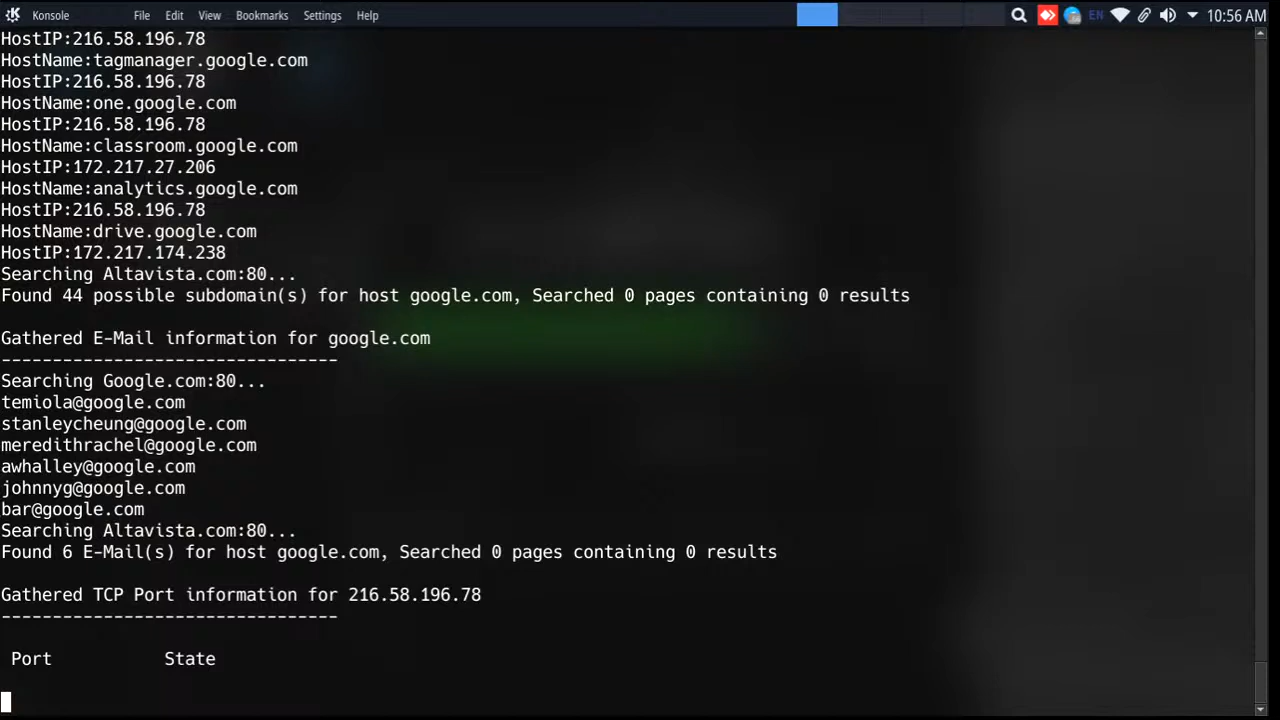 Konsole File Edit View Bookmarks Settings Help EN 10:56 AM
HostIP:216.58.196.78
HostName:tagmanager.google.com
HostIP:216.58.196.78
HostName:one.google.com
HostIP:216.58.196.78
HostName:classroom.google.com
HostIP:172.217.27.206
HostName:analytics.google.com
HostIP:216.58.196.78
HostName:drive.google.com
HostIP:172.217.174.238
Searching Altavista.com:80...
Found 44 possible subdomain(s) for host google.com, Searched 0 pages containing 0 results
Gathered E-Mail information for google.com
---------------------------------
Searching Google.com:80...
temiola@google.com
stanleycheung@google.com
meredithrachel@google.com
awhalley@google.com
johnnyg@google.com
bar@google.com
Searching Altavista.com:80...
Found 6 E-Mail(s) for host google.com, Searched 0 pages containing 0 results
Gathered TCP Port information for 216.58.196.78
---------------------------------
Port State